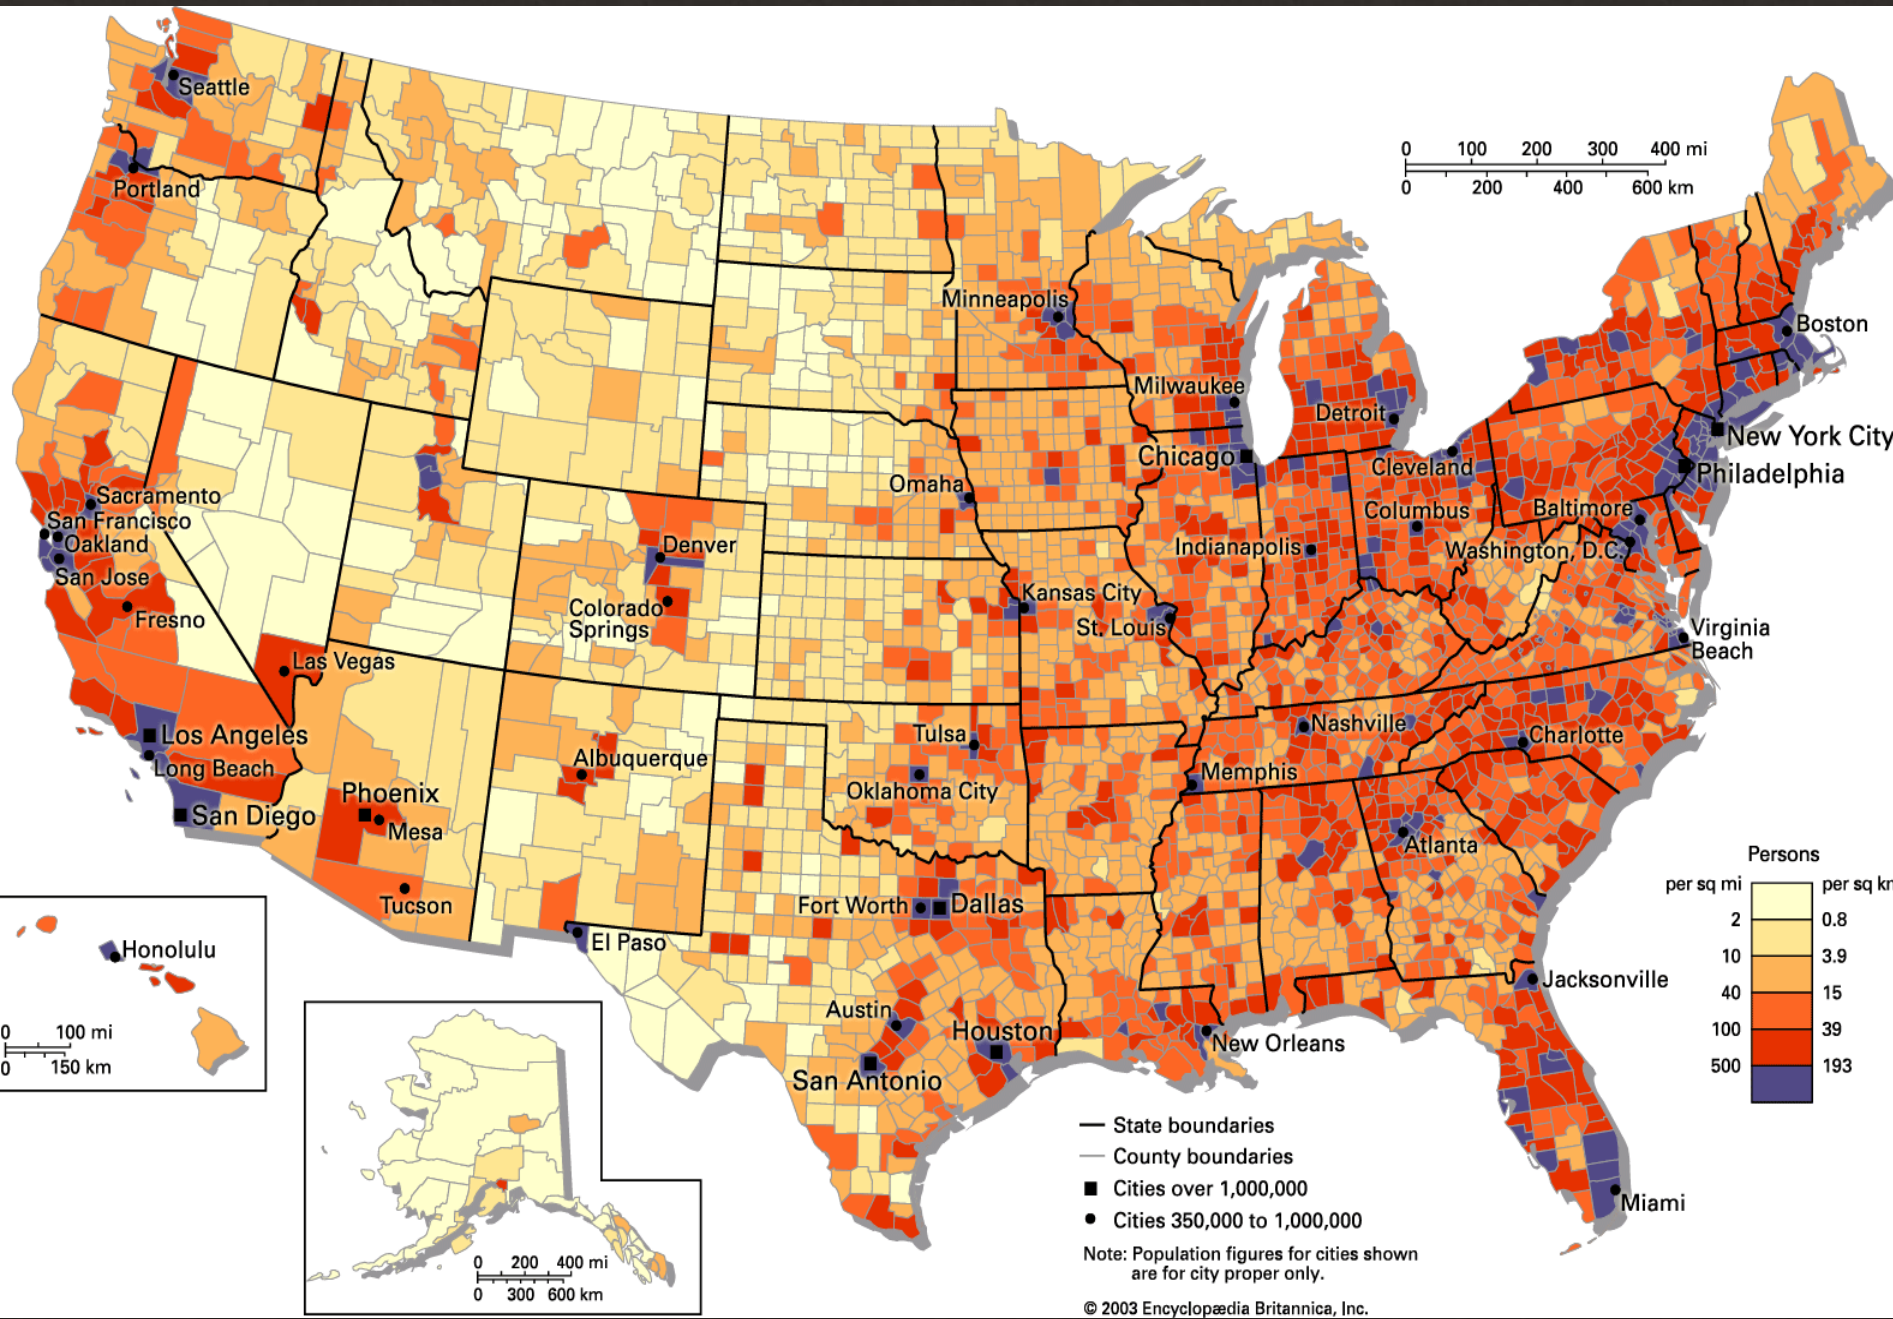 Seattle
Portland
Minneapolis
Milwaukee
Detroit
Boston
New York City
Philadelphia
Chicago
Cleveland
Omaha
Sacramento
San Francisco
Oakland
San Jose
Fresno
Denver
Colorado
Springs
Columbus
Baltimore
Indianapolis
Washington, D.C.
Kansas City
St. Louis
Virginia
Beach
Las Vegas
Los Angeles
Long Beach
San Diego
Phoenix
Mesa
Tucson
Albuquerque
Tulsa
Oklahoma City
Nashville
Memphis
Charlotte
Atlanta
Fort Worth
Dallas
El Paso
Austin
Houston
San Antonio
New Orleans
Jacksonville
Miami
Honolulu
0 100 200 300 400 mi
0 200 400 600 km
0 100 mi
0 150 km
0 200 400 mi
0 300 600 km
Persons
per sq mi per sq km
2 0.8
10 3.9
40 15
100 39
500 193
State boundaries
County boundaries
Cities over 1,000,000
Cities 350,000 to 1,000,000
Note: Population figures for cities shown
are for city proper only.
© 2003 Encyclopædia Britannica, Inc.